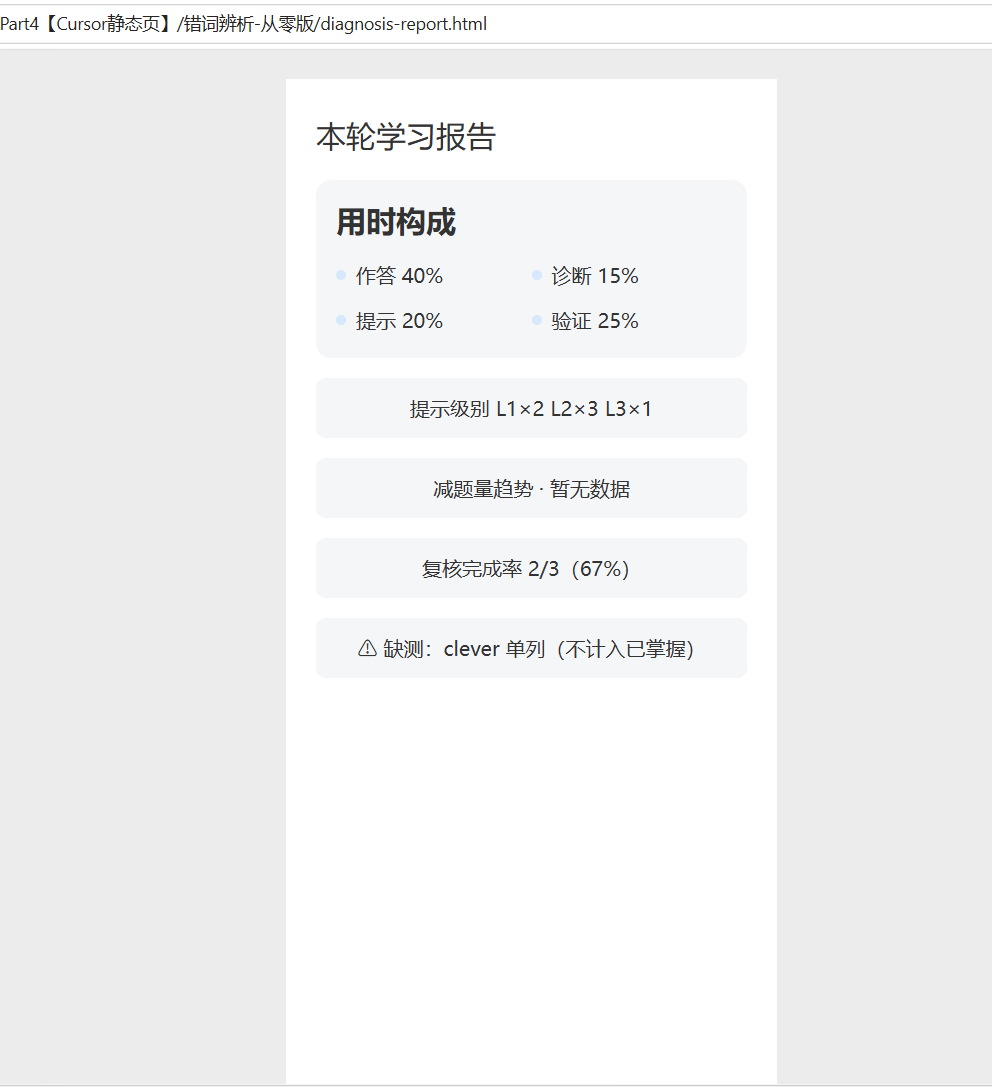 Part4【Cursor静态页】/错词辨析-从零版/diagnosis-report.html
本轮学习报告
用时构成
作答 40%
诊断 15%
提示 20%
验证 25%
提示级别 L1×2 L2×3 L3×1
减题量趋势 · 暂无数据
复核完成率 2/3（67%）
⚠ 缺测：clever 单列（不计入已掌握）